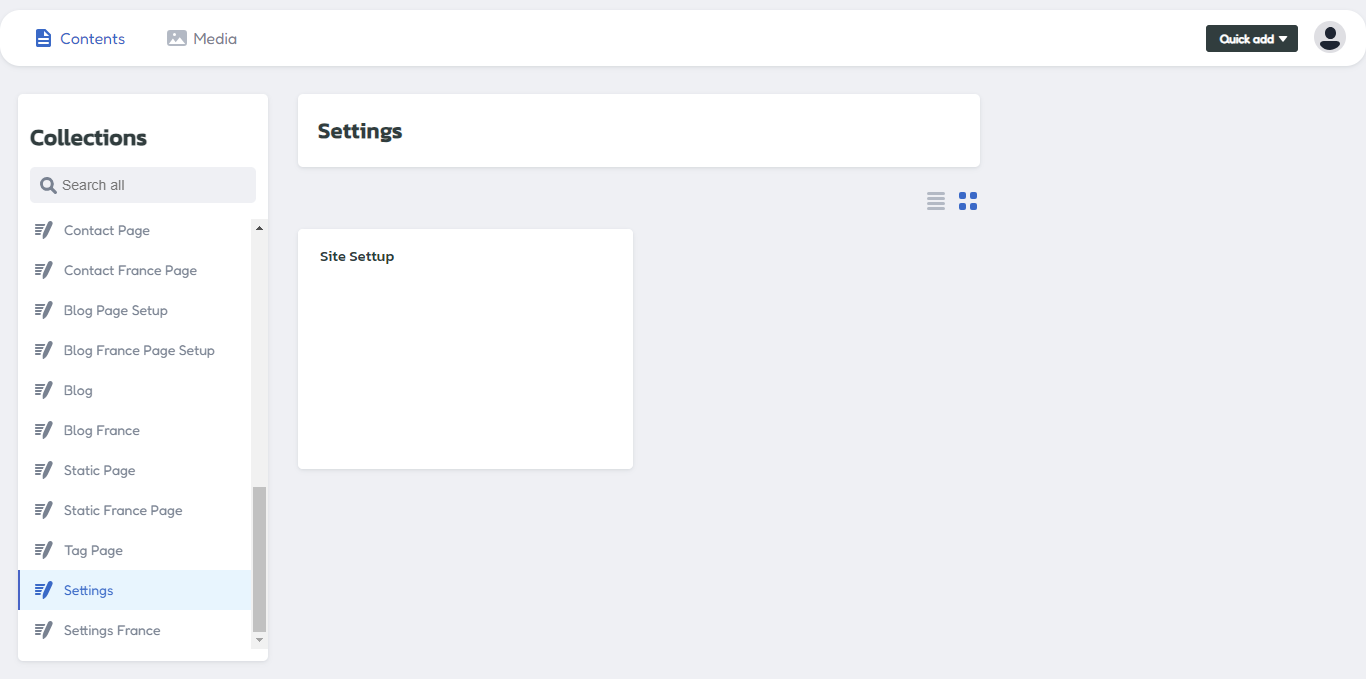 Contents
Media
Quick add
Collections
Search all
Contact Page
Contact France Page
Blog Page Setup
Blog France Page Setup
Blog
Blog France
Static Page
Static France Page
Tag Page
Settings
Settings France
Settings
Site Settup